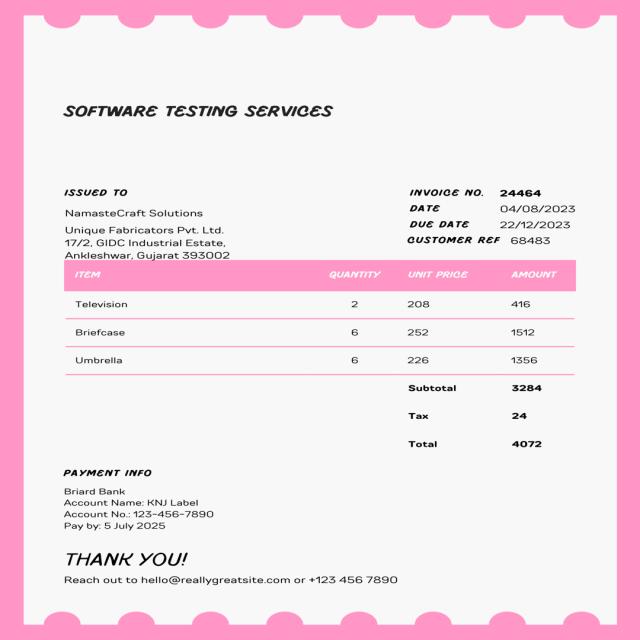 SOFTWARE TESTING SERVICES
ISSUED TO
NamasteCraft Solutions
Unique Fabricators Pvt. Ltd.
17/2, GIDC Industrial Estate,
Ankleshwar, Gujarat 393002
INVOICE NO. 24464
DATE 04/08/2023
DUE DATE 22/12/2023
CUSTOMER REF 68483
ITEM QUANTITY UNIT PRICE AMOUNT
Television 2 208 416
Briefcase 6 252 1512
Umbrella 6 226 1356
Subtotal 3284
Tax 24
Total 4072
PAYMENT INFO
Briard Bank
Account Name: KNJ Label
Account No.: 123-456-7890
Pay by: 5 July 2025
THANK YOU!
Reach out to hello@reallygreatsite.com or +123 456 7890